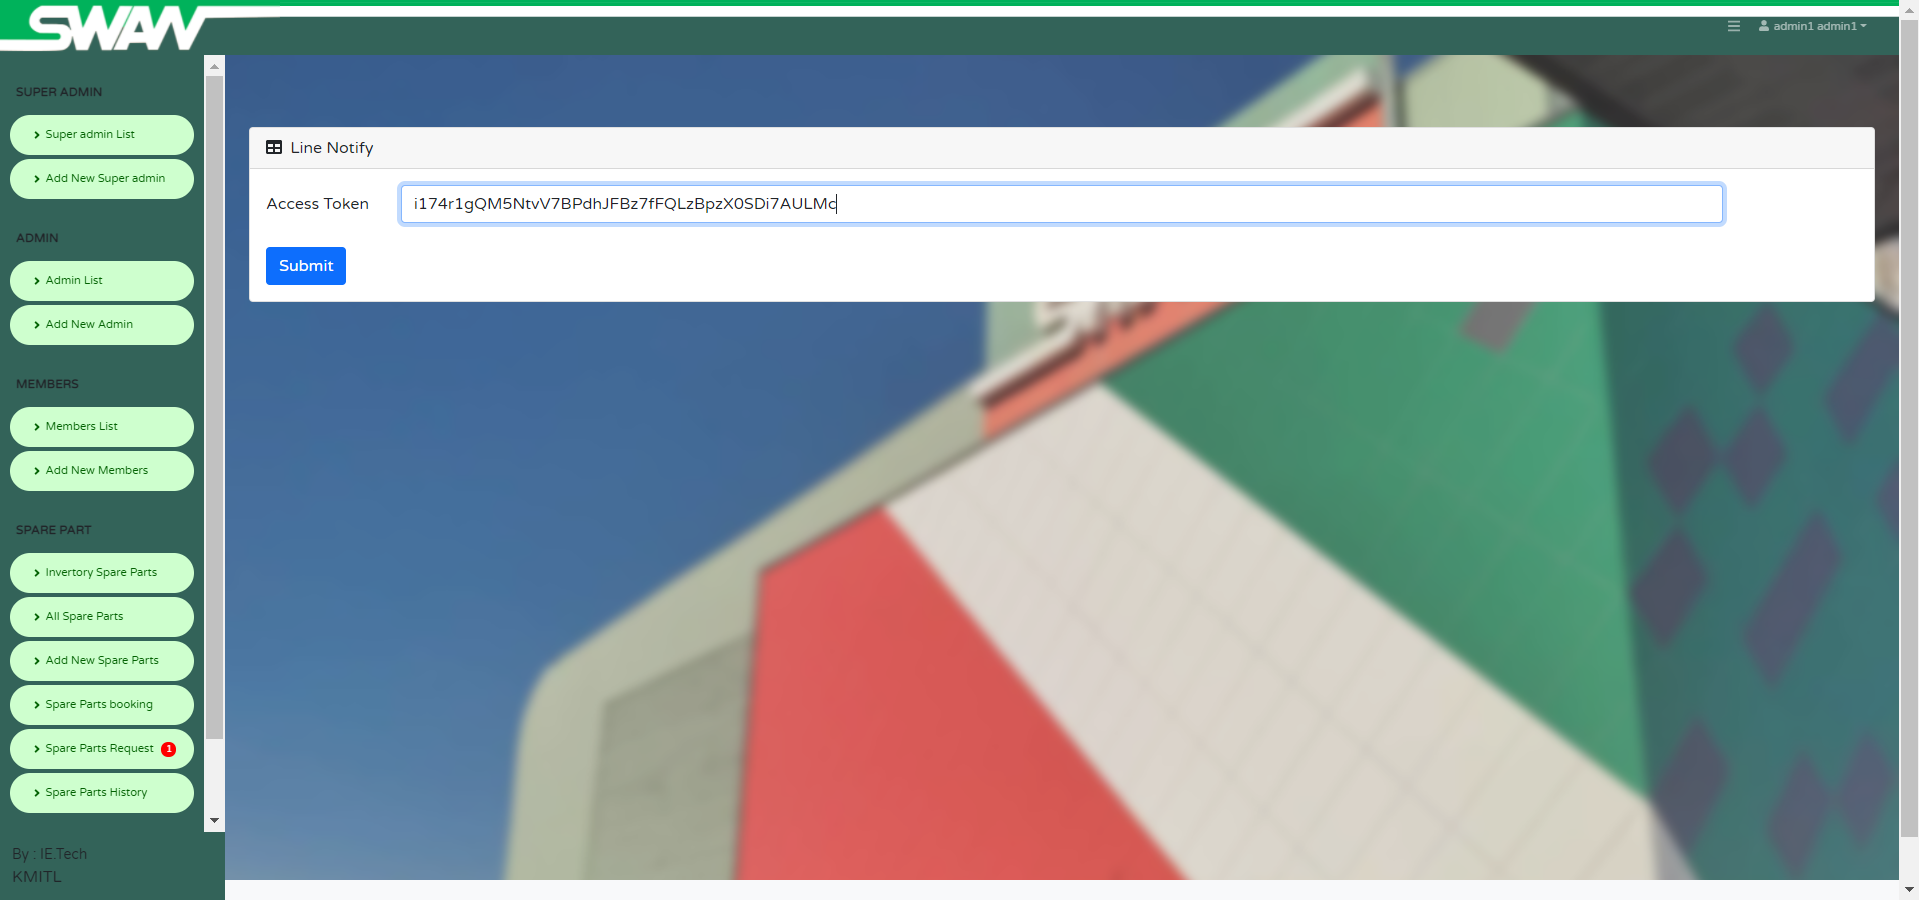 SWAN
admin1 admin1
SUPER ADMIN
Super admin List
Add New Super admin
ADMIN
Admin List
Add New Admin
MEMBERS
Members List
Add New Members
SPARE PART
Invertory Spare Parts
All Spare Parts
Add New Spare Parts
Spare Parts booking
Spare Parts Request 1
Spare Parts History
By : IE.Tech
KMITL
Line Notify
Access Token i174r1gQM5NtvV7BPdhJFBz7fFQLzBpzX0SDi7AULMc
Submit